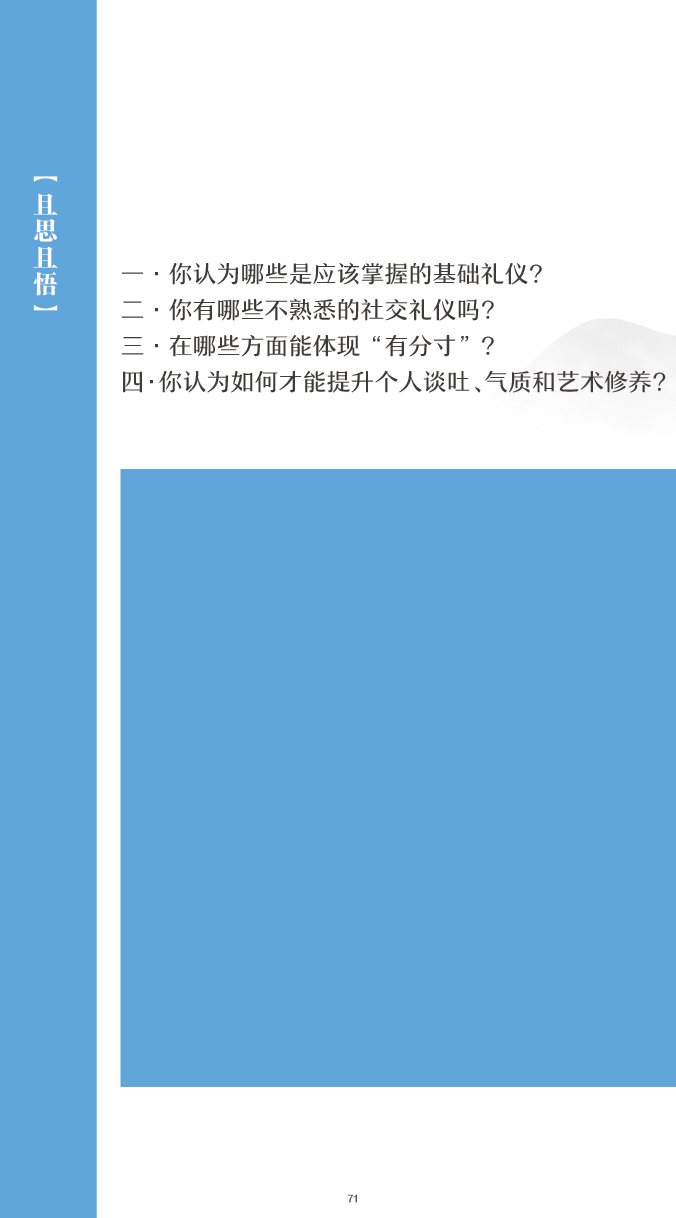 【且思且悟】
一·你认为哪些是应该掌握的基础礼仪？
二·你有哪些不熟悉的社交礼仪吗？
三·在哪些方面能体现“有分寸”？
四·你认为如何才能提升个人谈吐、气质和艺术修养？
71